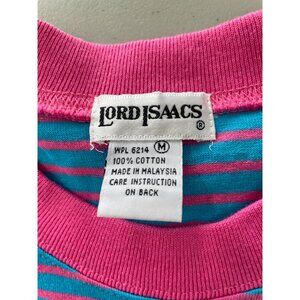 LORD ISAACS ®
WPL 6214 M
100% COTTON
MADE IN MALAYSIA
CARE INSTRUCTION
ON BACK